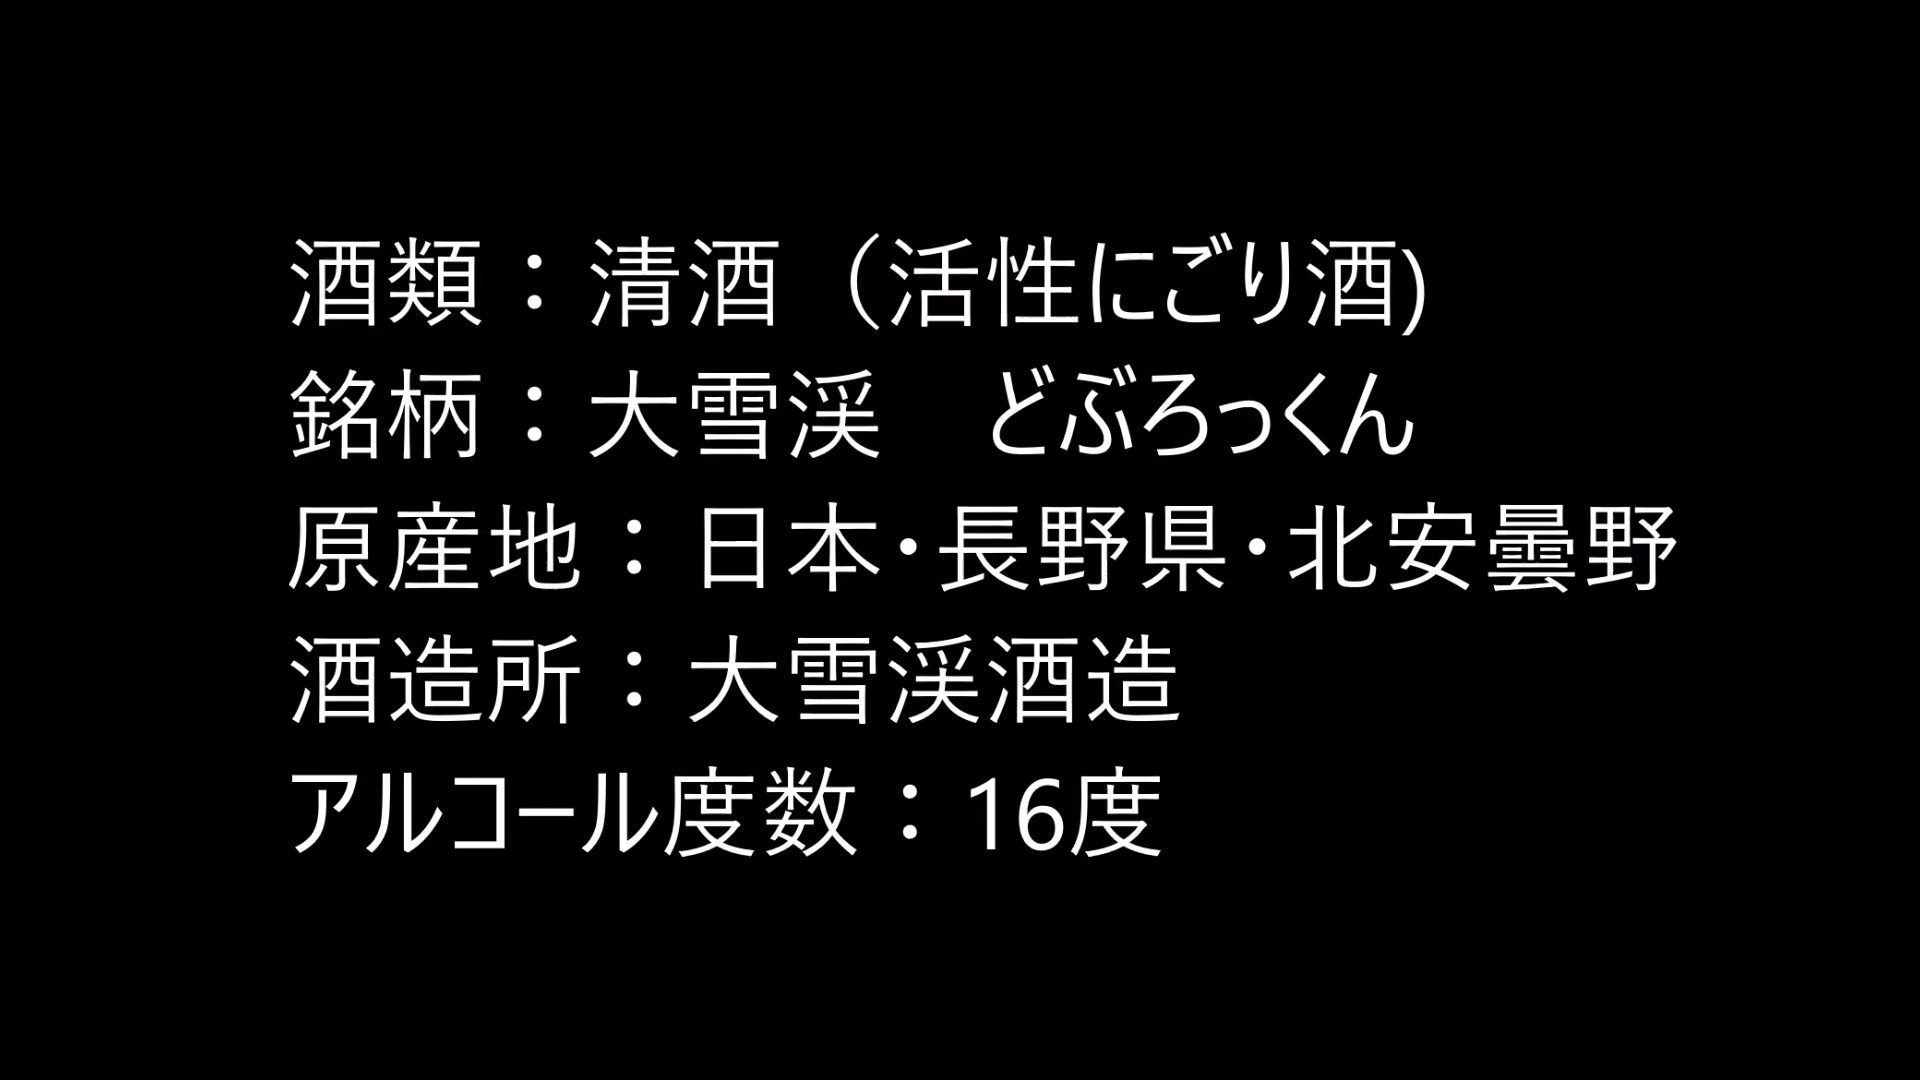 酒類：清酒（活性にごり酒)
銘柄：大雪渓　どぶろっくん
原産地：日本・長野県・北安曇野
酒造所：大雪渓酒造
アルコール度数：16度